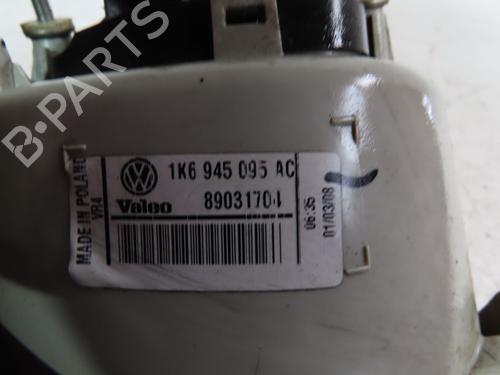 1K6 945 095 AC
Valeo
89031704
MADE IN POLAND
VR4
06:35
01/03/08
B-PARTS